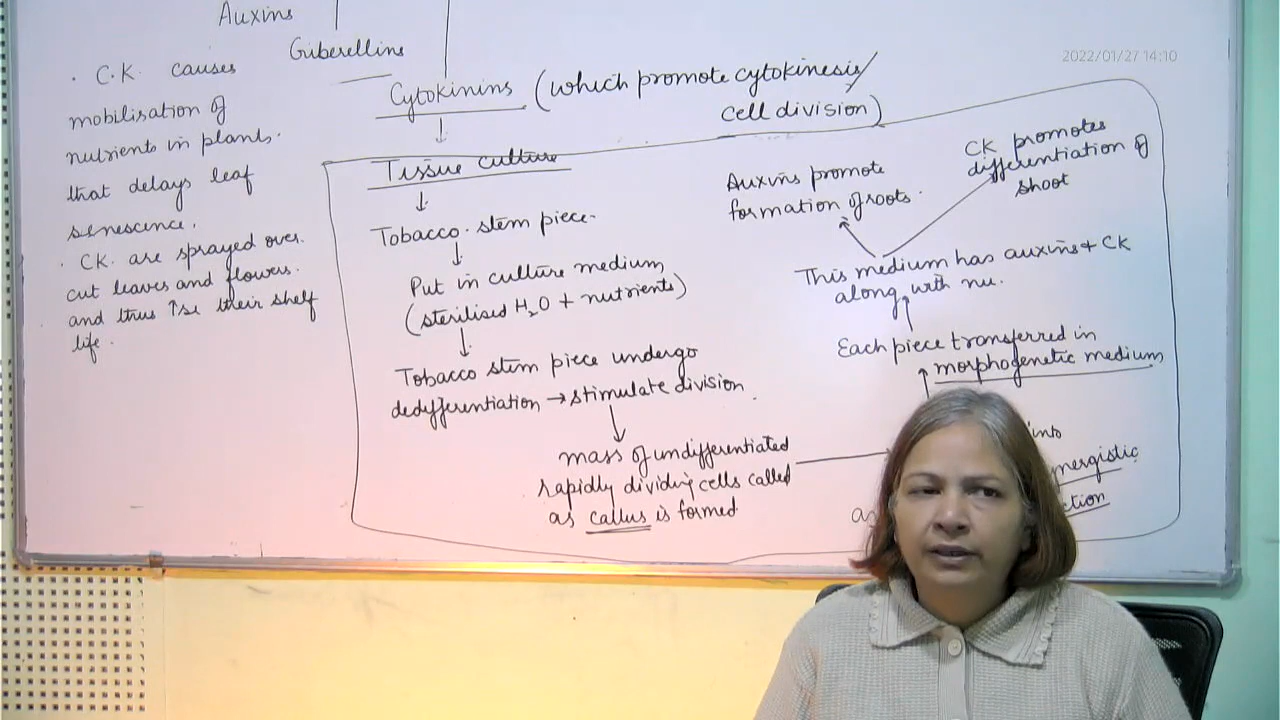 Auxins
Giberellins
2022/01/27 14:10
Cytokinins (which promote cytokinesis/
cell division)
. C.K. causes
mobilisation of
nutrients in plants.
that delays leaf
senescence.
. CK. are sprayed over.
cut leaves and flowers.
and thus ↑se their shelf
life.
Tissue culture
↓
Tobacco stem piece.
↓
Put in culture medium
(sterilised H₂O + nutrients)
↓
Tobacco stem piece undergo
dedifferentiation → stimulate division
↓
mass of undifferentiated
rapidly dividing cells called
as callus is formed
into
nergistic
ction
Each piece transferred in
morphogenetic medium
This medium has auxins + CK
along with nu.
Auxins promote
formation of roots.
CK promotes
differentiation of
shoot